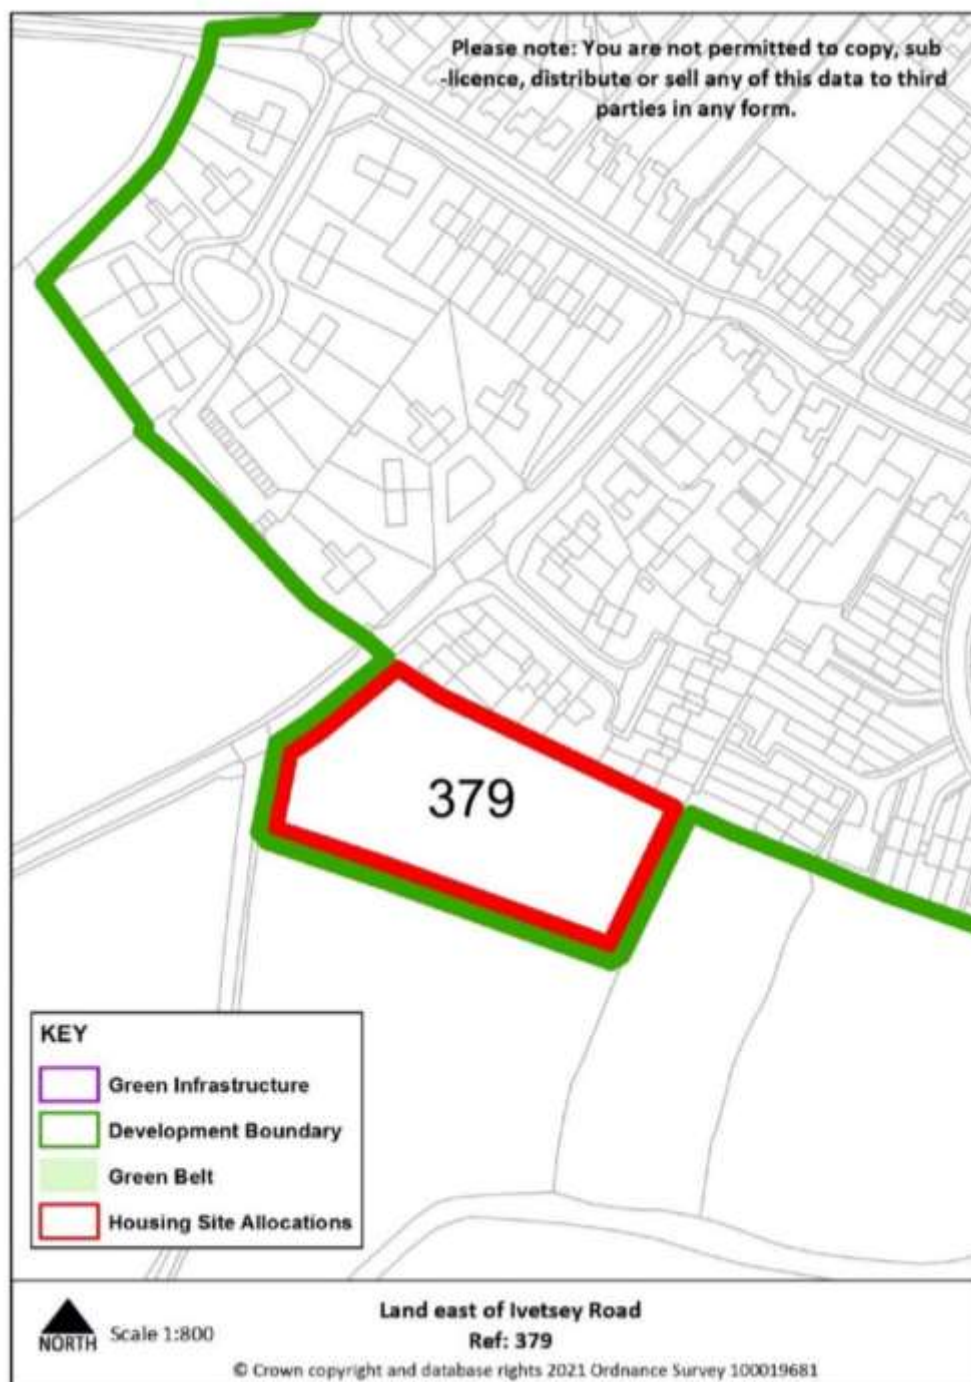 Please note: You are not permitted to copy, sub
-licence, distribute or sell any of this data to third
parties in any form.
379
KEY
Green Infrastructure
Development Boundary
Green Belt
Housing Site Allocations
NORTH
Scale 1:800
Land east of Ivetsey Road
Ref: 379
© Crown copyright and database rights 2021 Ordnance Survey 100019681